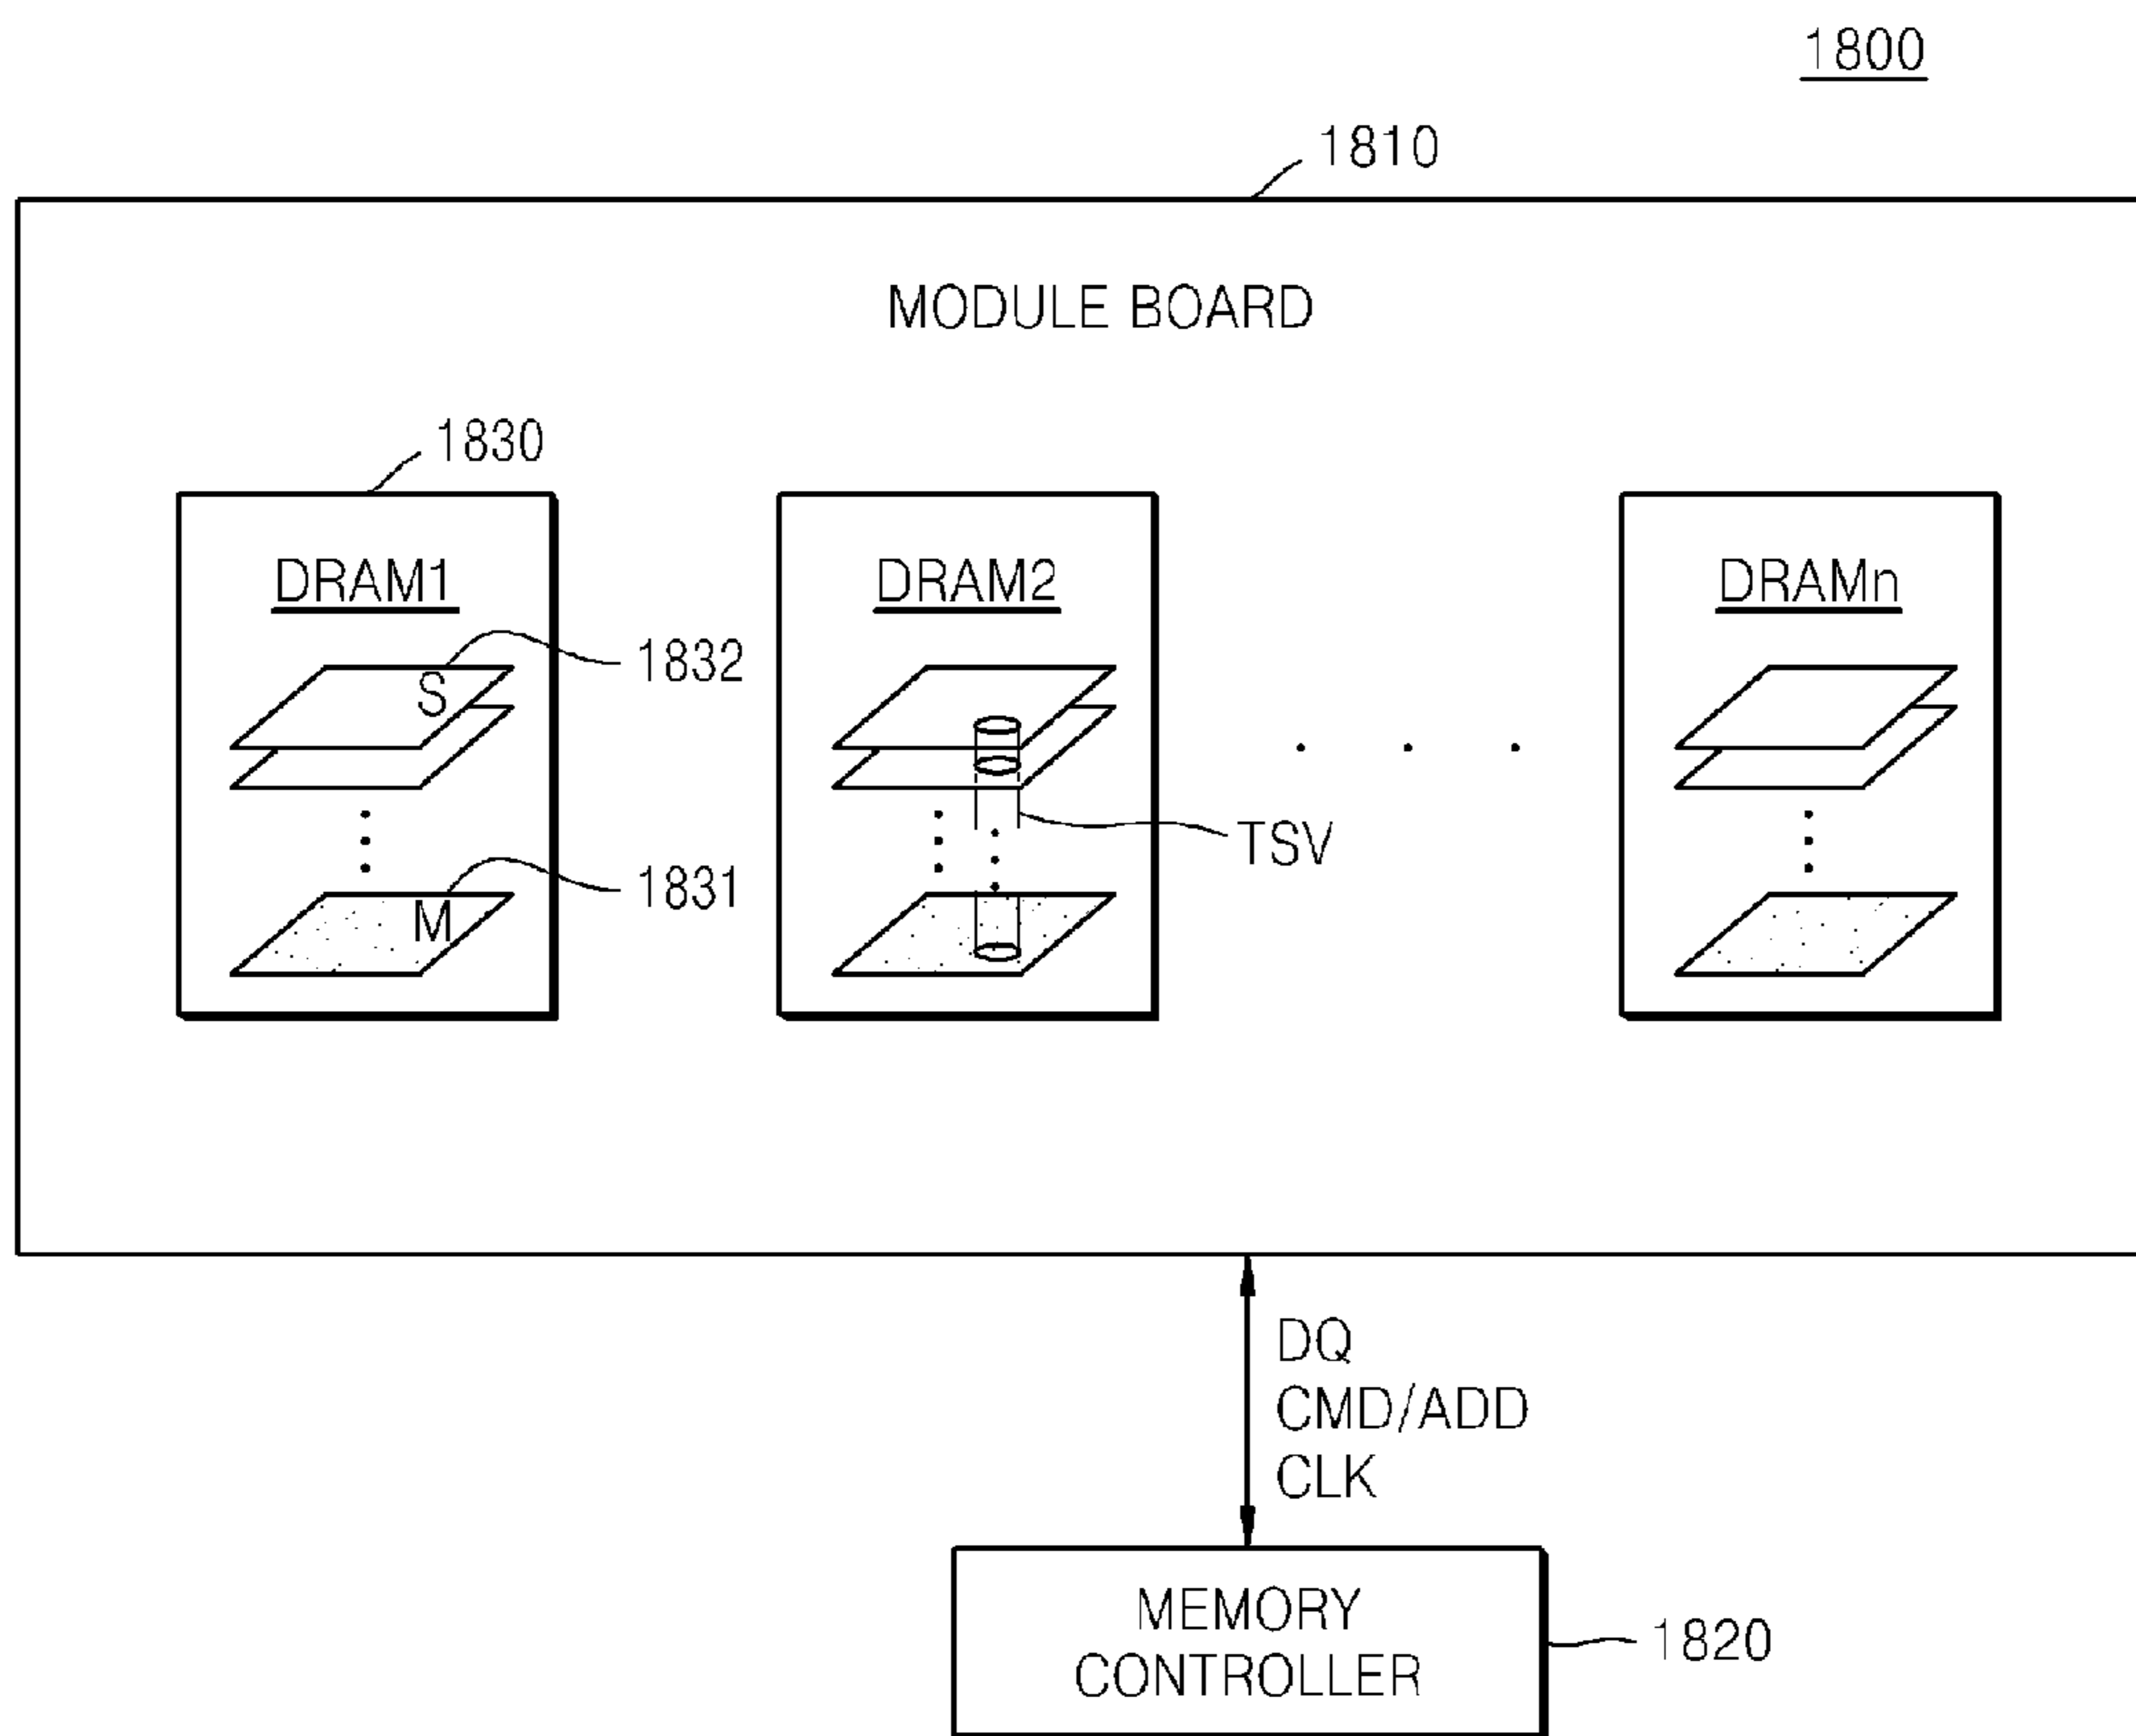 1800
1810
MODULE BOARD
1830
DRAM1
DRAM2
DRAMn
1832
S
TSV
1831
M
DQ
CMD/ADD
CLK
MEMORY
CONTROLLER
1820